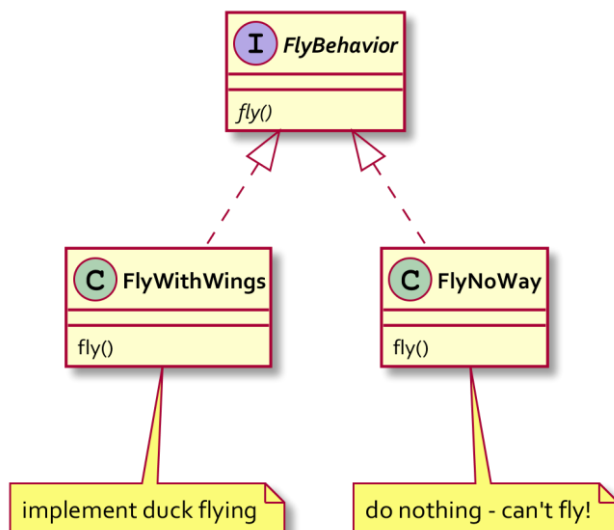 I FlyBehavior
fly()
C FlyWithWings
C FlyNoWay
fly()
fly()
implement duck flying
do nothing - can't fly!